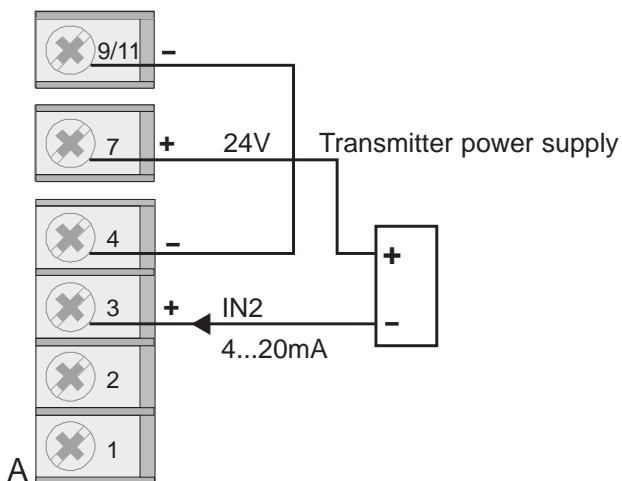 9/11 –
7 + 24V Transmitter power supply
4 –
+
3 + IN2 –
4...20mA
2
1
A